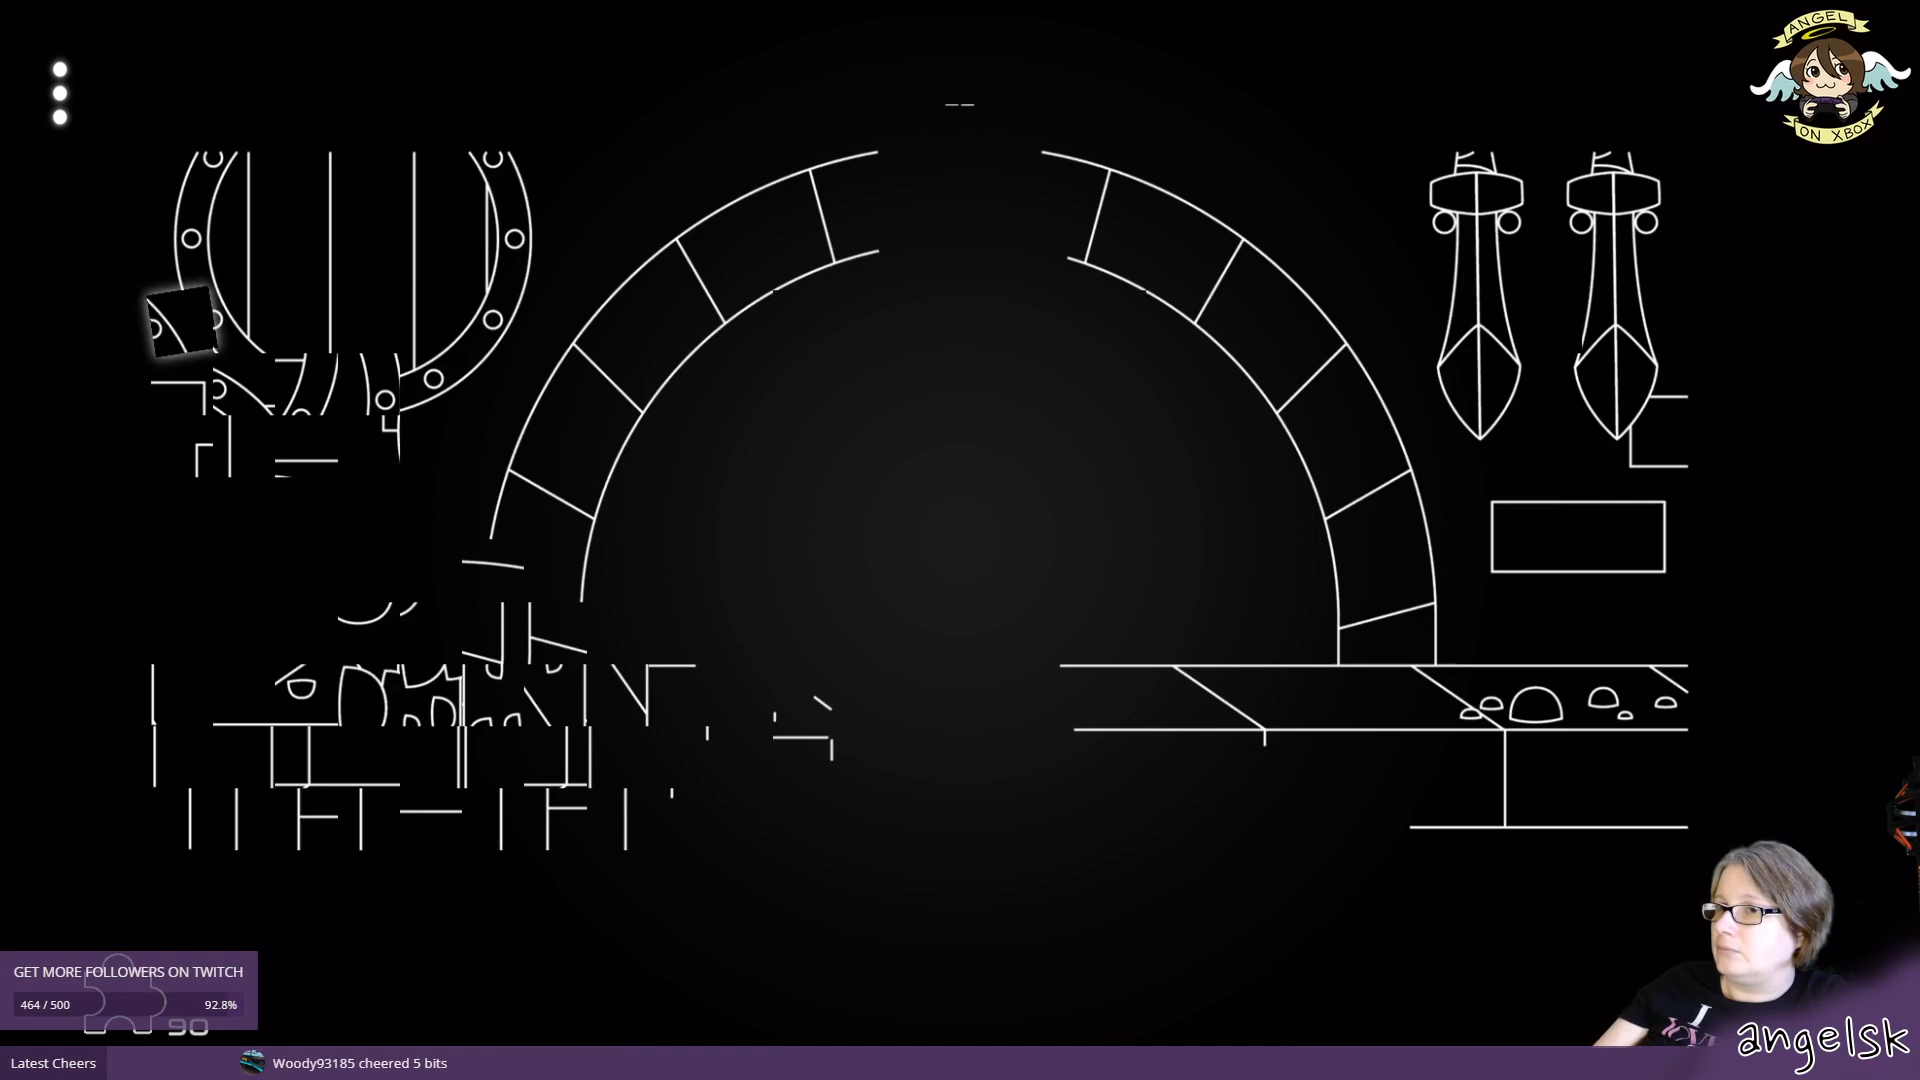 ANGEL
ON XBOX
GET MORE FOLLOWERS ON TWITCH
464 / 500
92.8%
90
I
Latest Cheers
Woody93185 cheered 5 bits
angelsk